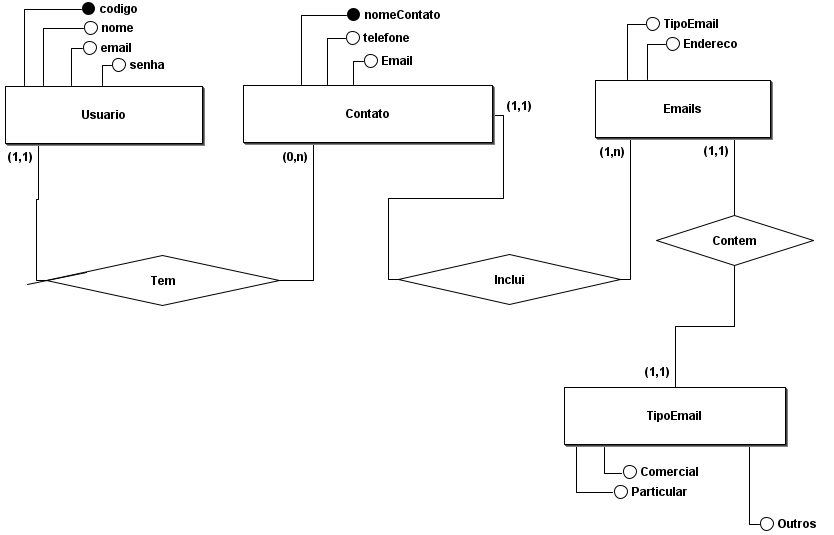 codigo
nome
email
senha
Usuario
(1,1)
nomeContato
telefone
Email
Contato
(0,n)
(1,1)
TipoEmail
Endereco
Emails
(1,n)
(1,1)
Tem
Inclui
Contem
(1,1)
TipoEmail
Comercial
Particular
Outros